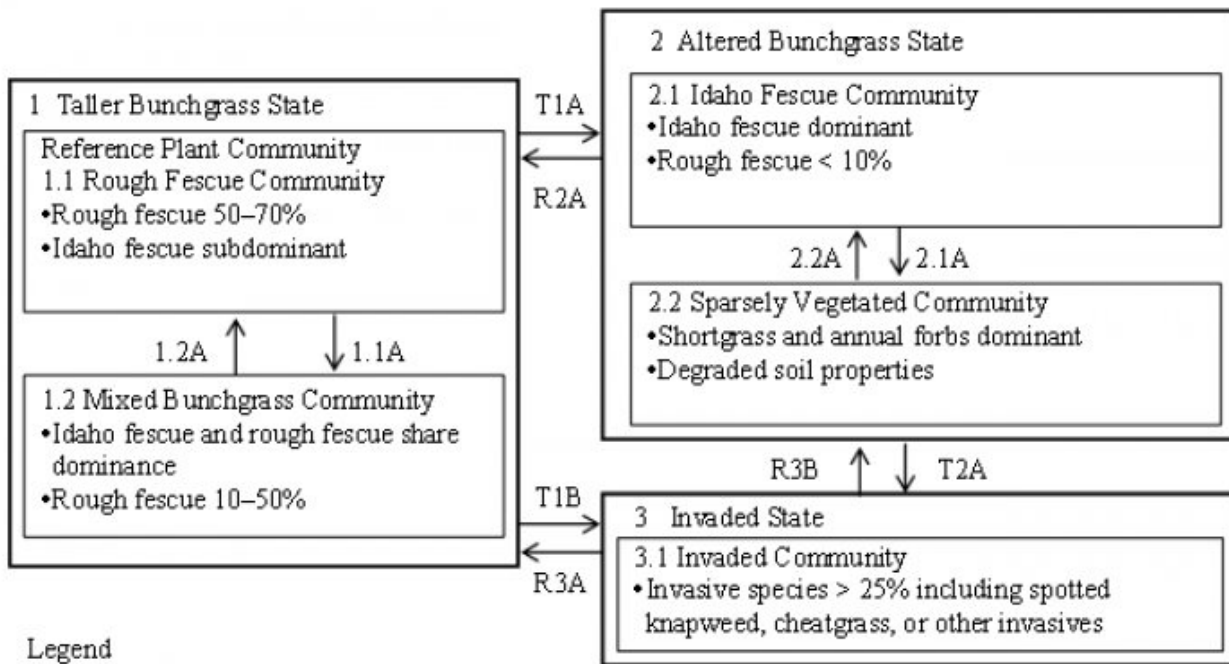 1 Taller Bunchgrass State
Reference Plant Community
1.1 Rough Fescue Community
•Rough fescue 50–70%
•Idaho fescue subdominant
1.2A
1.1A
1.2 Mixed Bunchgrass Community
•Idaho fescue and rough fescue share
dominance
•Rough fescue 10–50%
T1A
R2A
T1B
R3A
2 Altered Bunchgrass State
2.1 Idaho Fescue Community
•Idaho fescue dominant
•Rough fescue < 10%
2.2A
2.1A
2.2 Sparsely Vegetated Community
•Shortgrass and annual forbs dominant
•Degraded soil properties
R3B
T2A
3 Invaded State
3.1 Invaded Community
•Invasive species > 25% including spotted
knapweed, cheatgrass, or other invasives
Legend